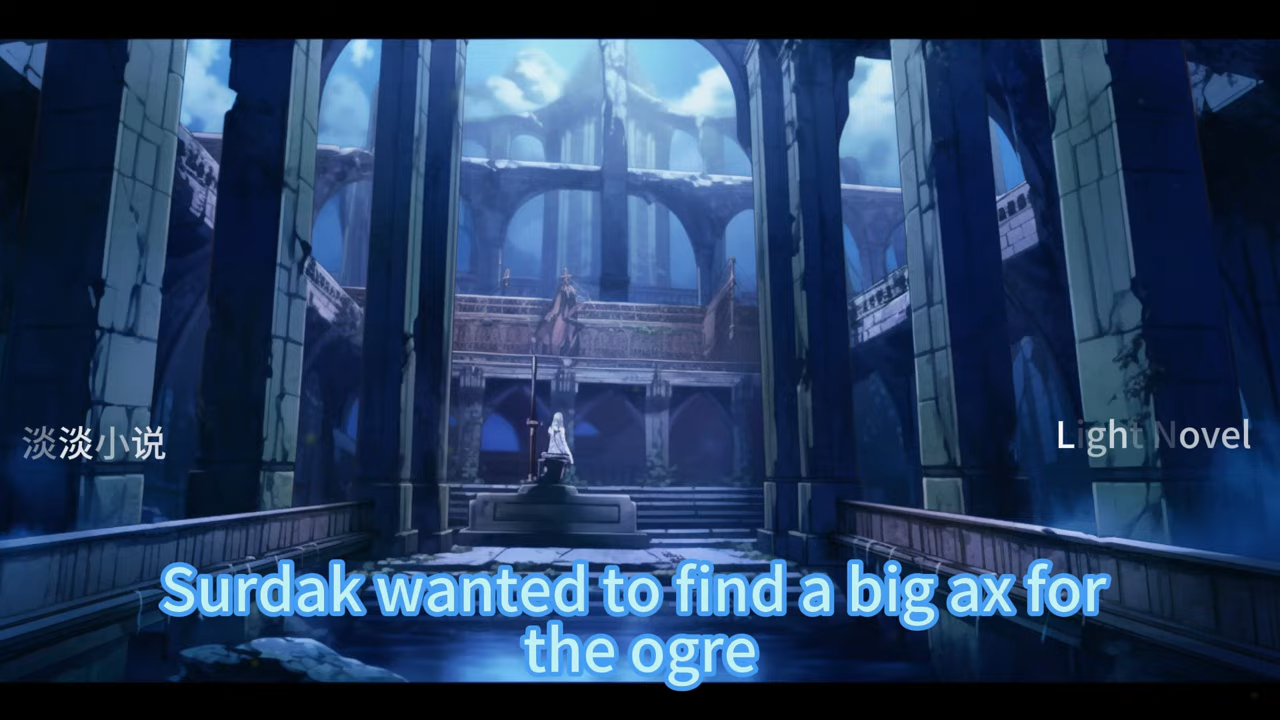 淡淡小说
Light Novel
Surdak wanted to find a big ax for
the ogre